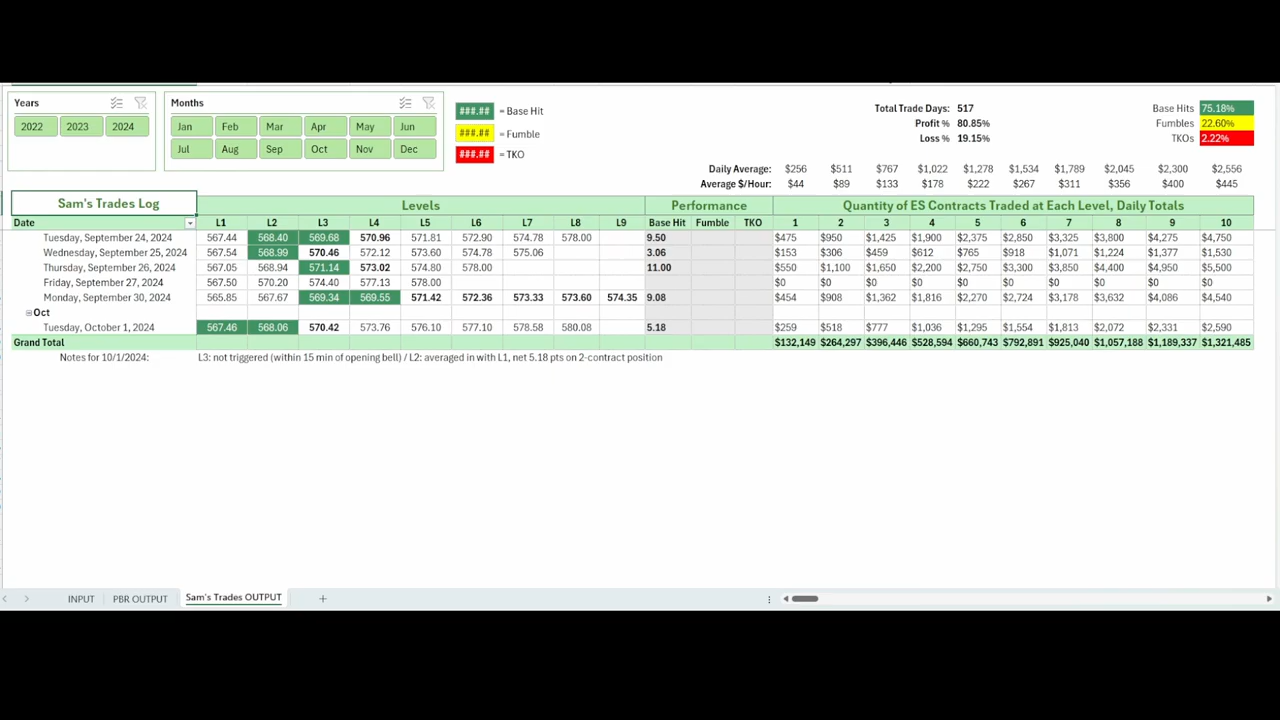 Years
2022 2023 2024
Months
Jan Feb Mar Apr May Jun
Jul Aug Sep Oct Nov Dec
###.## = Base Hit
###.## = Fumble
###.## = TKO
Total Trade Days: 517
Profit % 80.85%
Loss % 19.15%
Base Hits 75.18%
Fumbles 22.60%
TKOs 2.22%
Daily Average: $256 $511 $767 $1,022 $1,278 $1,534 $1,789 $2,045 $2,300 $2,556
Average $/Hour: $44 $89 $133 $178 $222 $267 $311 $356 $400 $445
Sam's Trades Log Levels Performance Quantity of ES Contracts Traded at Each Level, Daily Totals
Date L1 L2 L3 L4 L5 L6 L7 L8 L9 Base Hit Fumble TKO 1 2 3 4 5 6 7 8 9 10
Tuesday, September 24, 2024 567.44 568.40 569.68 570.96 571.81 572.90 574.78 578.00 9.50 $475 $950 $1,425 $1,900 $2,375 $2,850 $3,325 $3,800 $4,275 $4,750
Wednesday, September 25, 2024 567.54 568.99 570.46 572.12 573.60 574.78 575.06 3.06 $153 $306 $459 $612 $765 $918 $1,071 $1,224 $1,377 $1,530
Thursday, September 26, 2024 567.05 568.94 571.14 573.02 574.80 578.00 11.00 $550 $1,100 $1,650 $2,200 $2,750 $3,300 $3,850 $4,400 $4,950 $5,500
Friday, September 27, 2024 567.50 570.20 574.40 577.13 578.00 $0 $0 $0 $0 $0 $0 $0 $0 $0 $0
Monday, September 30, 2024 565.85 567.67 569.34 569.55 571.42 572.36 573.33 573.60 574.35 9.08 $454 $908 $1,362 $1,816 $2,270 $2,724 $3,178 $3,632 $4,086 $4,540
Oct
Tuesday, October 1, 2024 567.46 568.06 570.42 573.76 576.10 577.10 578.58 580.08 5.18 $259 $518 $777 $1,036 $1,295 $1,554 $1,813 $2,072 $2,331 $2,590
Grand Total $132,149 $264,297 $396,446 $528,594 $660,743 $792,891 $925,040 $1,057,188 $1,189,337 $1,321,485
Notes for 10/1/2024: L3: not triggered (within 15 min of opening bell) / L2: averaged in with L1, net 5.18 pts on 2-contract position
INPUT PBR OUTPUT Sam's Trades OUTPUT